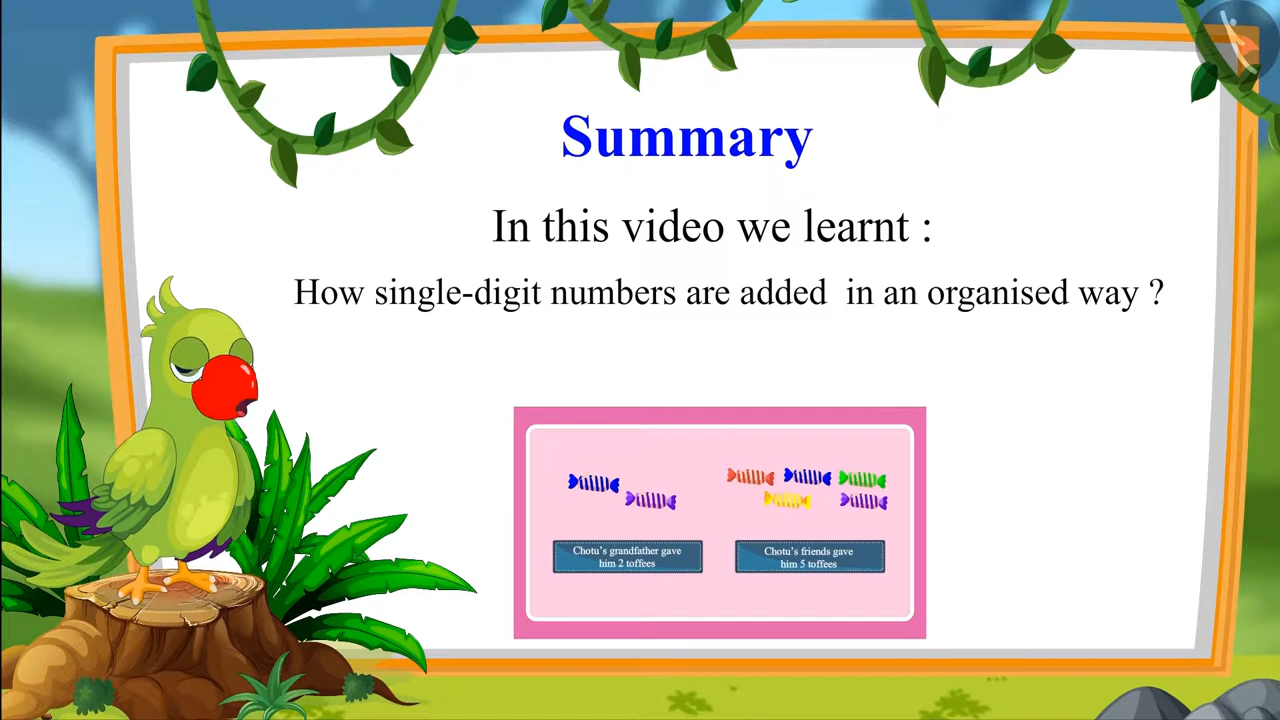 Summary
In this video we learnt :
How single-digit numbers are added in an organised way ?
Chotu's grandfather gave
him 2 toffees
Chotu's friends gave
him 5 toffees